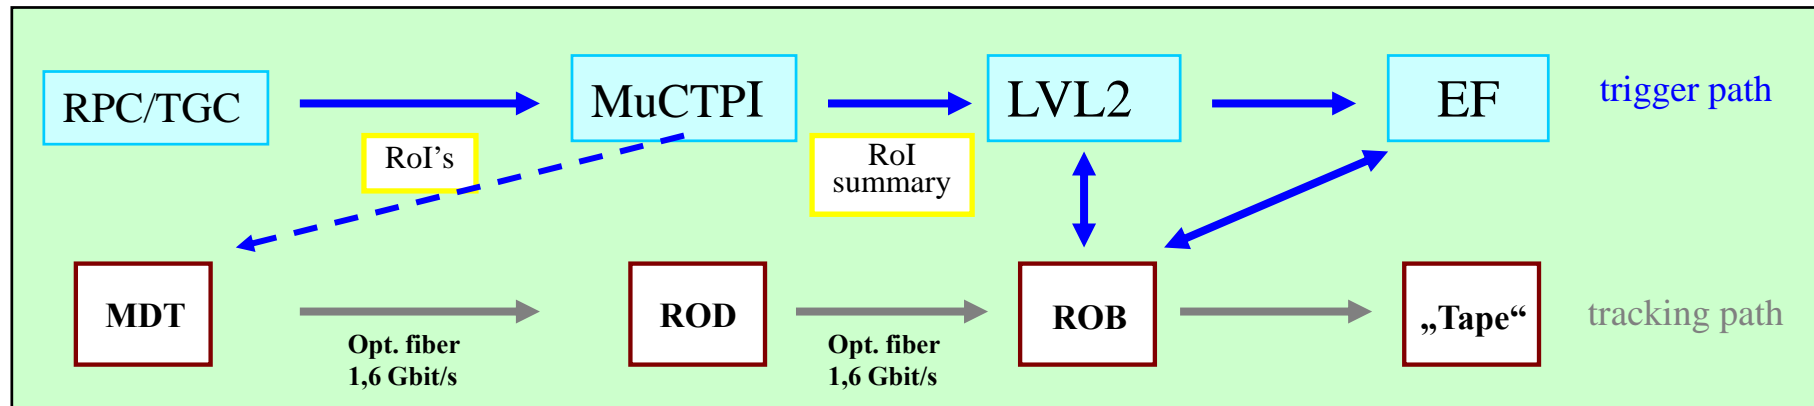 RPC/TGC
MuCTPI
LVL2
EF
trigger path
RoI's
RoI
summary
MDT
ROD
ROB
„Tape“
tracking path
Opt. fiber
1,6 Gbit/s
Opt. fiber
1,6 Gbit/s